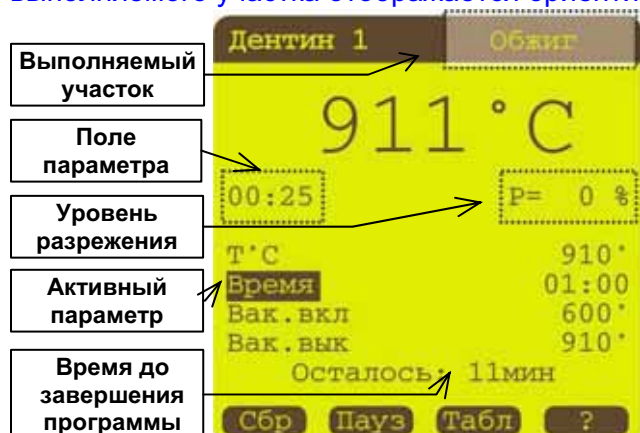 Дентин 1 Обжиг
Выполняемый
участок
911°C
Поле
параметра
00:25 P= 0 %
Уровень
разрежения
T°C 910°
Активный
параметр
Время 01:00
Вак.вкл 600°
Вак.вык 910°
Время до
завершения
программы
Осталось: 11мин
Сбр Пауз Табл ?